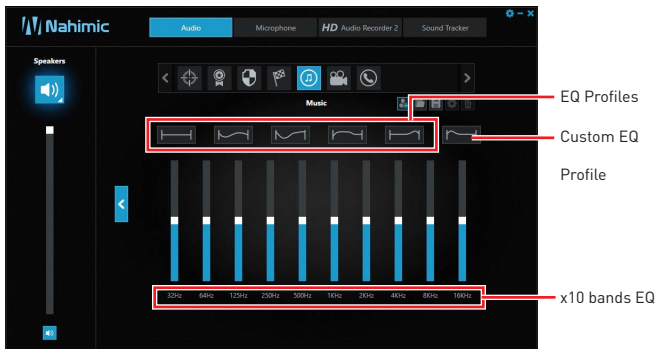 Nahimic
Audio
Microphone
HD Audio Recorder 2
Sound Tracker
Speakers
Music
EQ Profiles
Custom EQ
Profile
32Hz 64Hz 125Hz 250Hz 500Hz 1KHz 2KHz 4KHz 8KHz 16KHz
x10 bands EQ